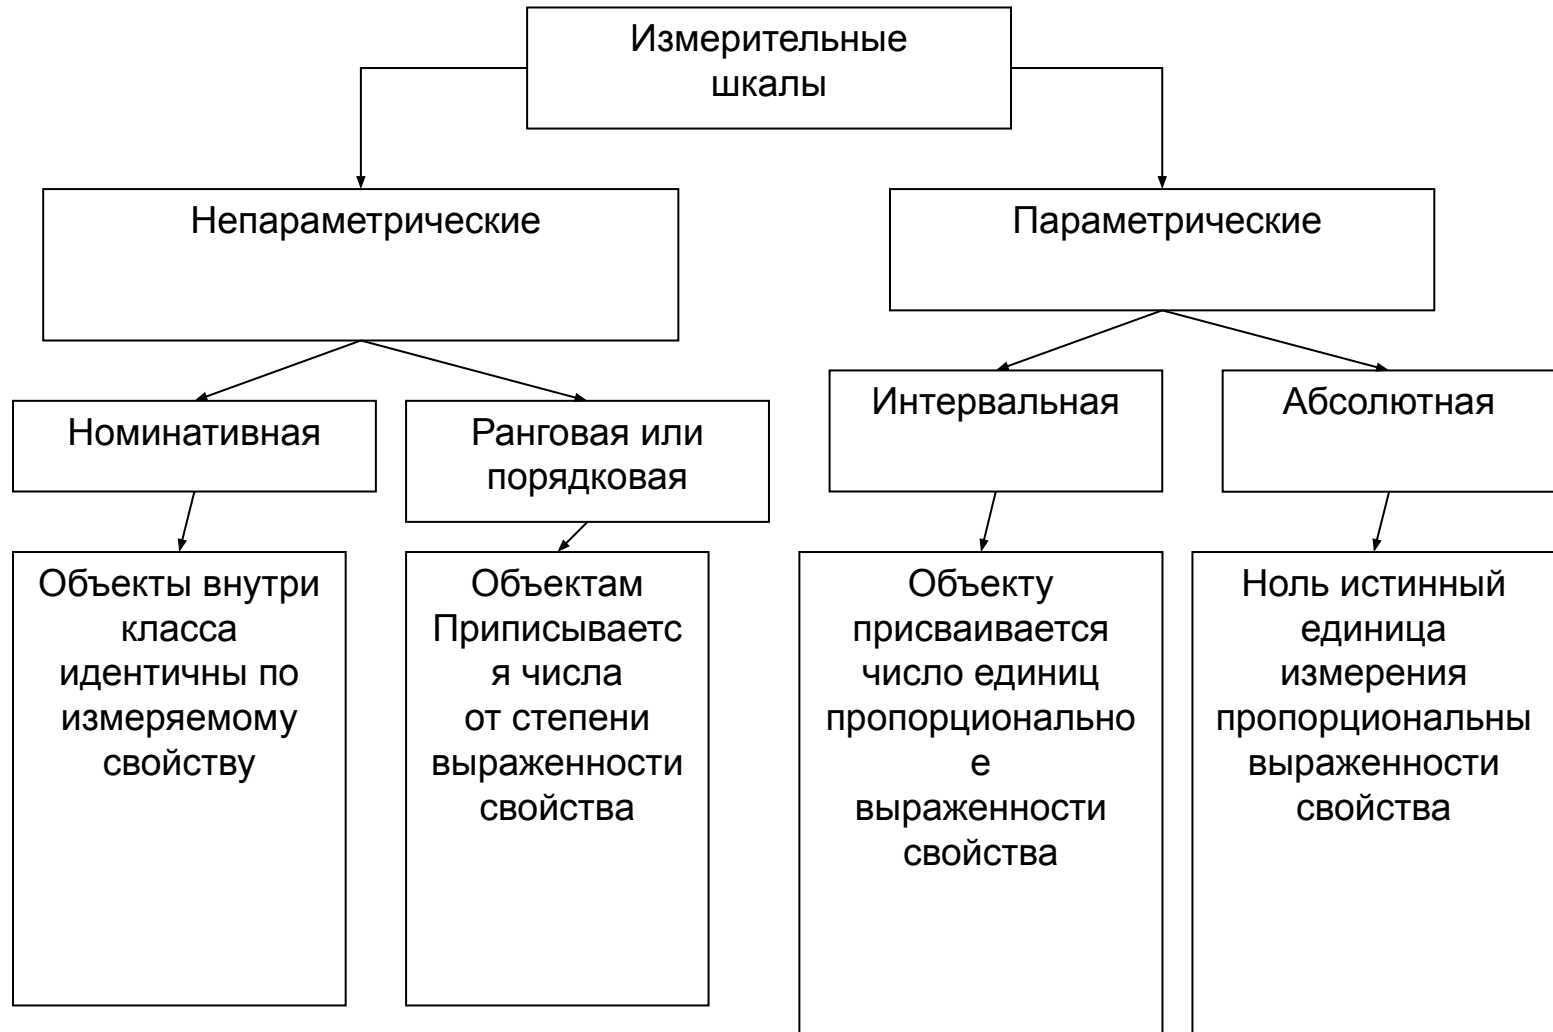 Измерительные
шкалы
Непараметрические
Параметрические
Номинативная
Ранговая или
порядковая
Интервальная
Абсолютная
Объекты внутри
класса
идентичны по
измеряемому
свойству
Объектам
Приписываетс
я числа
от степени
выраженности
свойства
Объекту
присваивается
число единиц
пропорционально
е
выраженности
свойства
Ноль истинный
единица
измерения
пропорциональны
выраженности
свойства